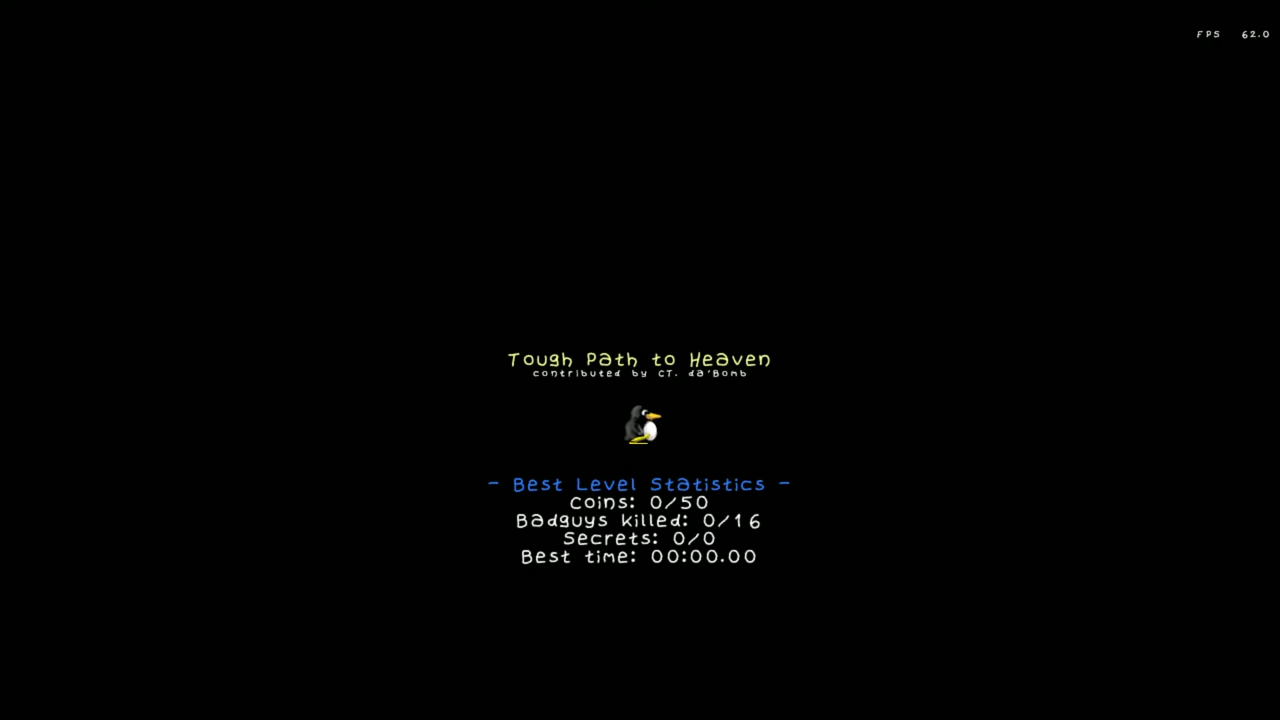 FPS 62.0
Tough Path to Heaven
contributed by CT. da'Bomb
- Best Level Statistics -
Coins: 0/50
Badguys killed: 0/16
Secrets: 0/0
Best time: 00:00.00